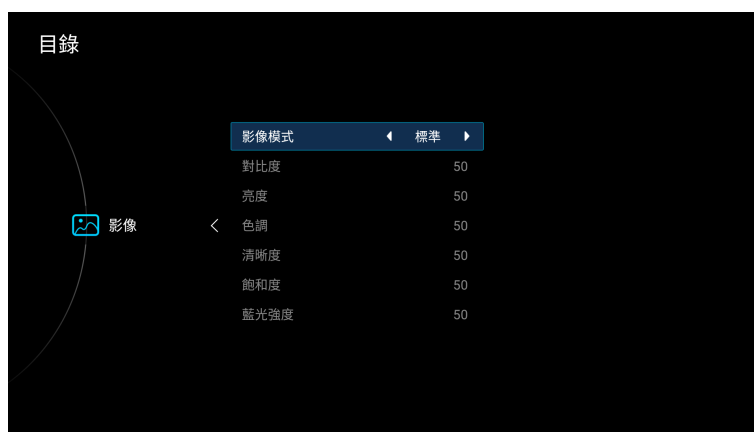 目錄
影像模式 標準
對比度 50
亮度 50
影像 色調 50
清晰度 50
飽和度 50
藍光強度 50